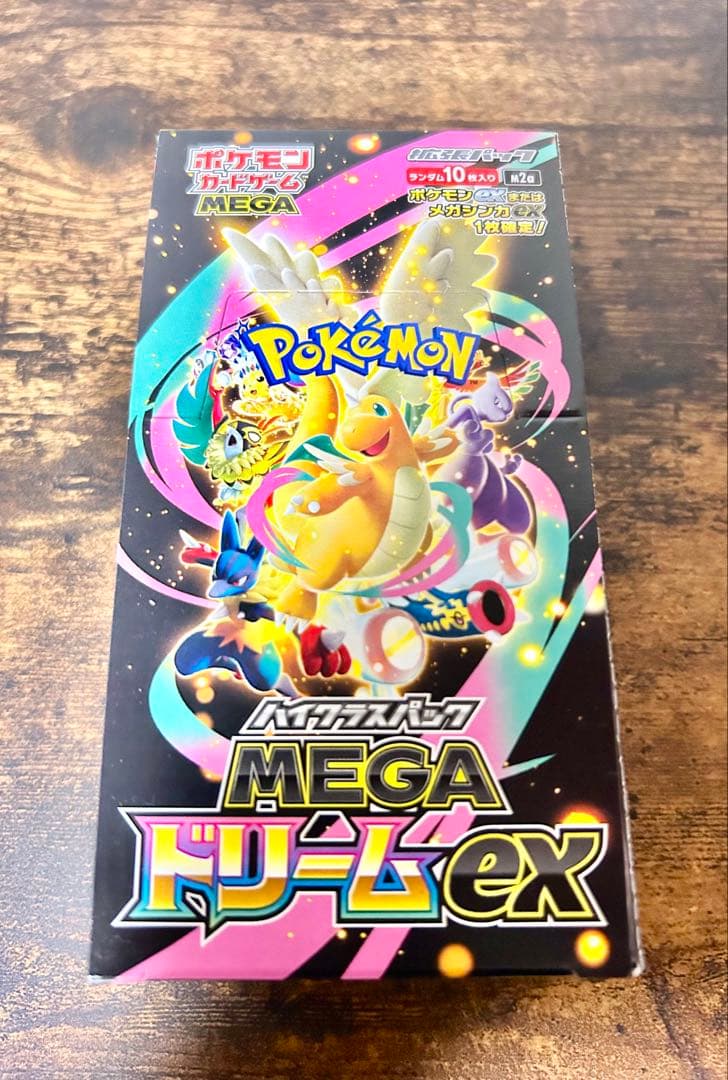 ポケモン
カードゲーム
MEGA
拡張パック
ランダム10枚入り M2a
ポケモンexまたは
メガシンカex
1枚確定!
POKéMON
ハイクラスパック
MEGA
ドリームex